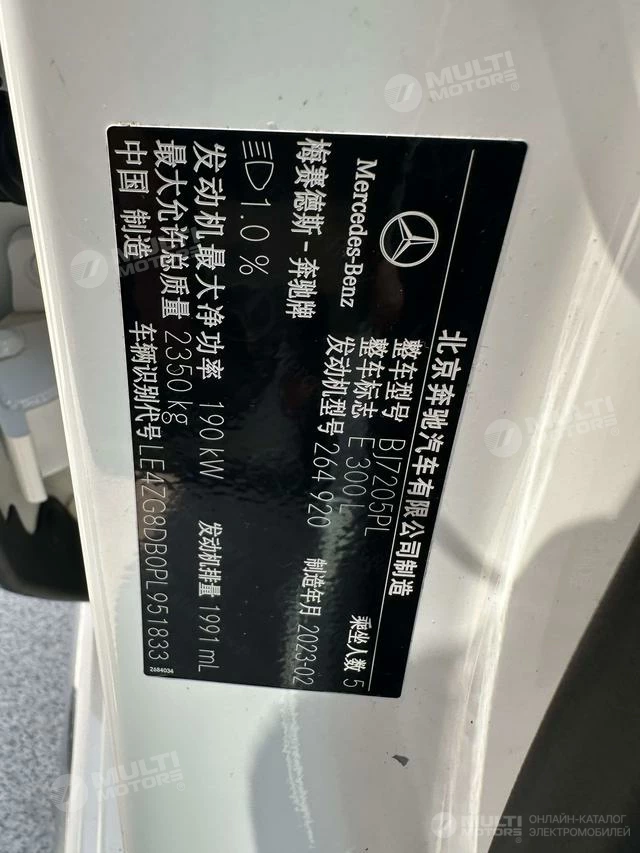 北京奔驰汽车有限公司制造
Mercedes-Benz
梅赛德斯-奔驰牌
整车型号 BJ7205PL
整车标志 E 300 L
发动机型号 264 920
乘坐人数 5
制造年月 2023-02
1.0 %
发动机最大净功率 190 kW
发动机排量 1991 mL
最大允许总质量 2350 kg
中国 制造
车辆识别代号 LE4ZG8DB0PL951833
2684034
MULTI MOTORS®
MULTI MOTORS®
MULTI MOTORS®
MULTI MOTORS®
MULTI MOTORS®
ОНЛАЙН-КАТАЛОГ
ЭЛЕКТРОМОБИЛЕЙ